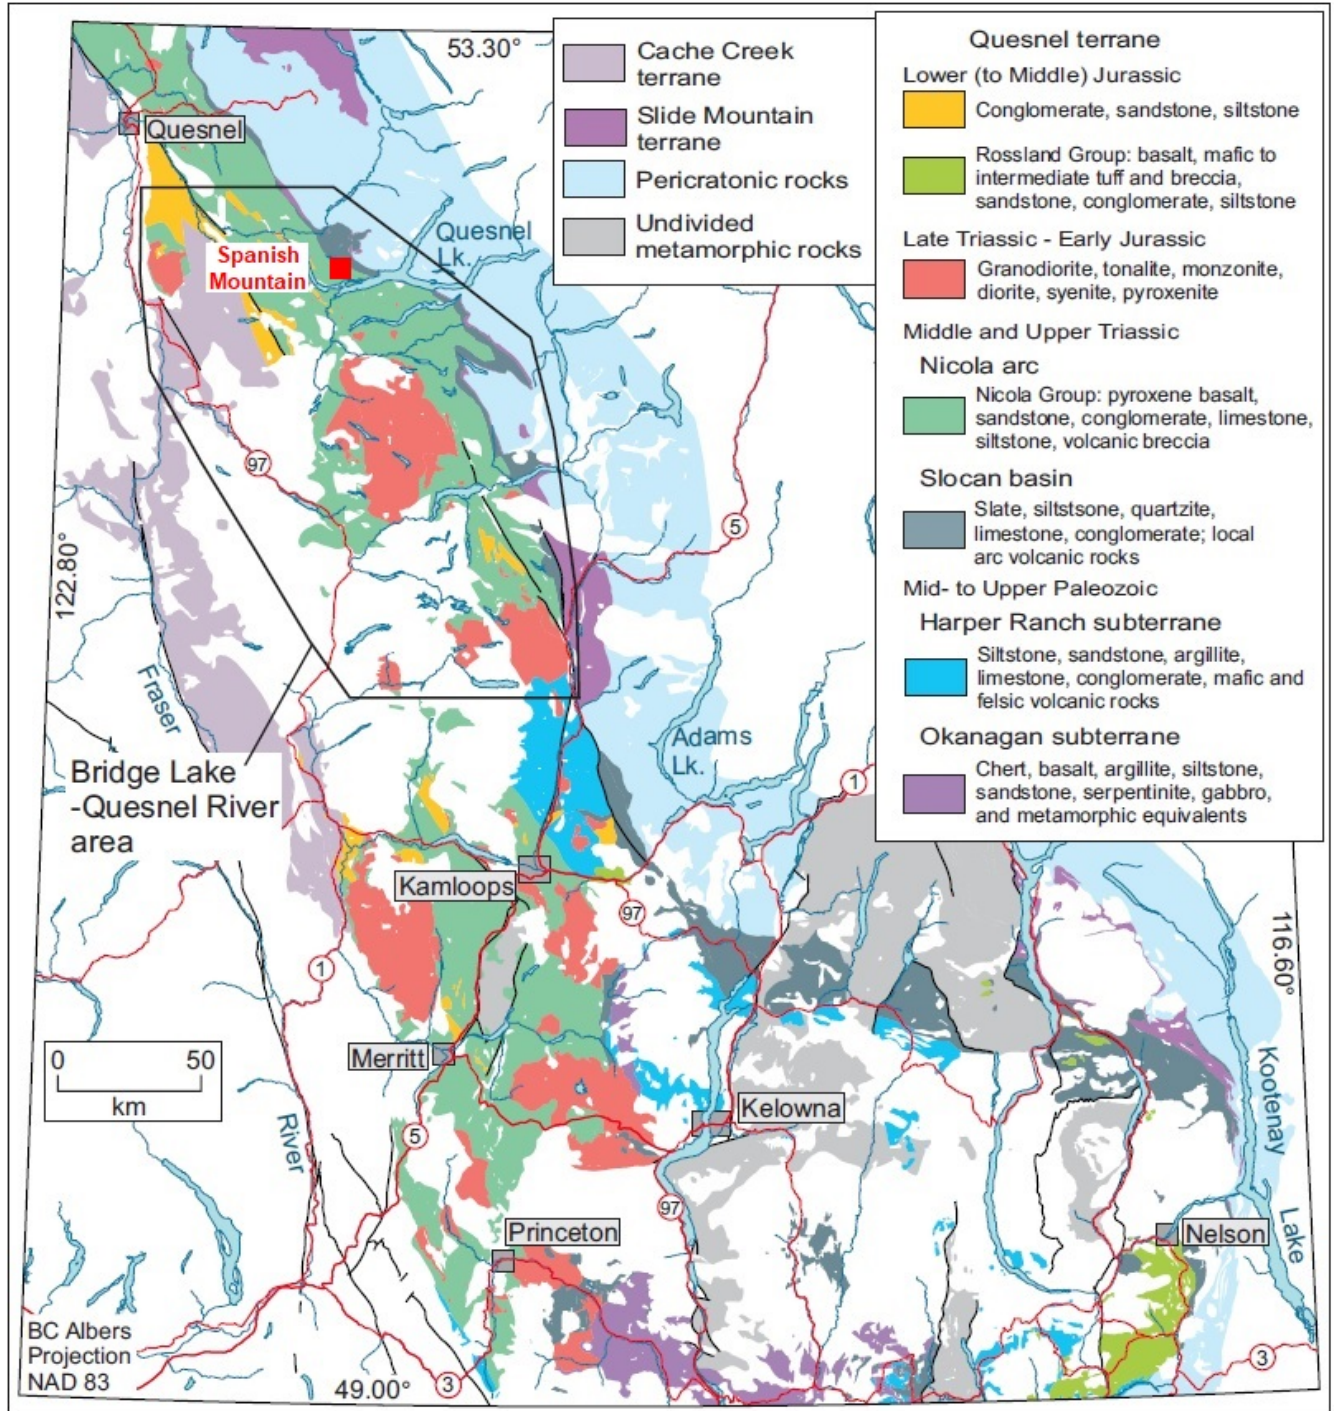 53.30°
Cache Creek
terrane
Slide Mountain
terrane
Pericratonic rocks
Undivided
metamorphic rocks
Quesnel terrane
Lower (to Middle) Jurassic
Conglomerate, sandstone, siltstone
Rossland Group: basalt, mafic to
intermediate tuff and breccia,
sandstone, conglomerate, siltstone
Late Triassic - Early Jurassic
Granodiorite, tonalite, monzonite,
diorite, syenite, pyroxenite
Middle and Upper Triassic
Nicola arc
Nicola Group: pyroxene basalt,
sandstone, conglomerate, limestone,
siltstone, volcanic breccia
Slocan basin
Slate, siltstsone, quartzite,
limestone, conglomerate; local
arc volcanic rocks
Mid- to Upper Paleozoic
Harper Ranch subterrane
Siltstone, sandstone, argillite,
limestone, conglomerate, mafic and
felsic volcanic rocks
Okanagan subterrane
Chert, basalt, argillite, siltstone,
sandstone, serpentinite, gabbro,
and metamorphic equivalents
Quesnel
Quesnel
Lk.
Spanish
Mountain
97
5
122.80°
Fraser
Adams
Lk.
Bridge Lake
-Quesnel River
area
1
Kamloops
97
1
116.60°
0 50
km
Merritt
Kelowna
Kootenay
River
5
97
Princeton
Nelson
Lake
BC Albers
Projection
NAD 83
49.00°
3
3